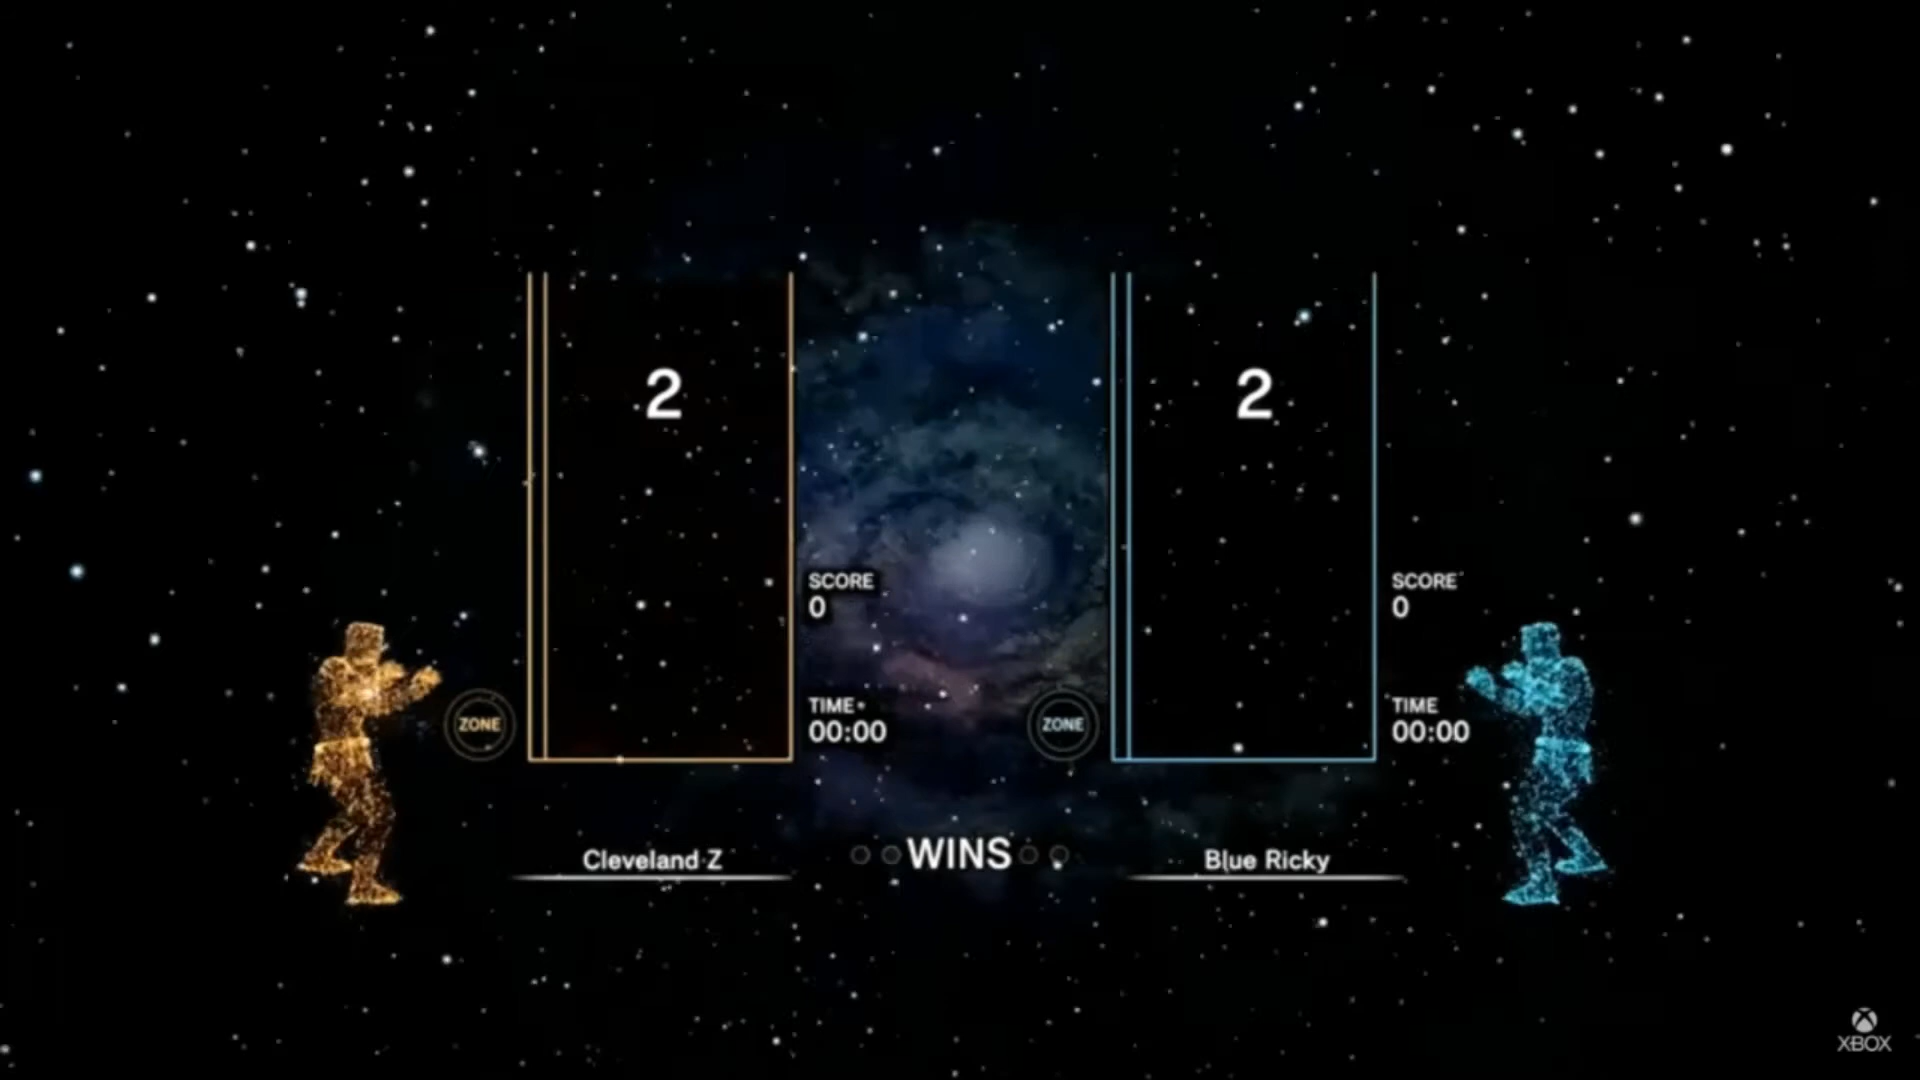 2
2
SCORE
0
SCORE
0
TIME
00:00
TIME
00:00
ZONE
ZONE
Cleveland Z
WINS
Blue Ricky
XBOX